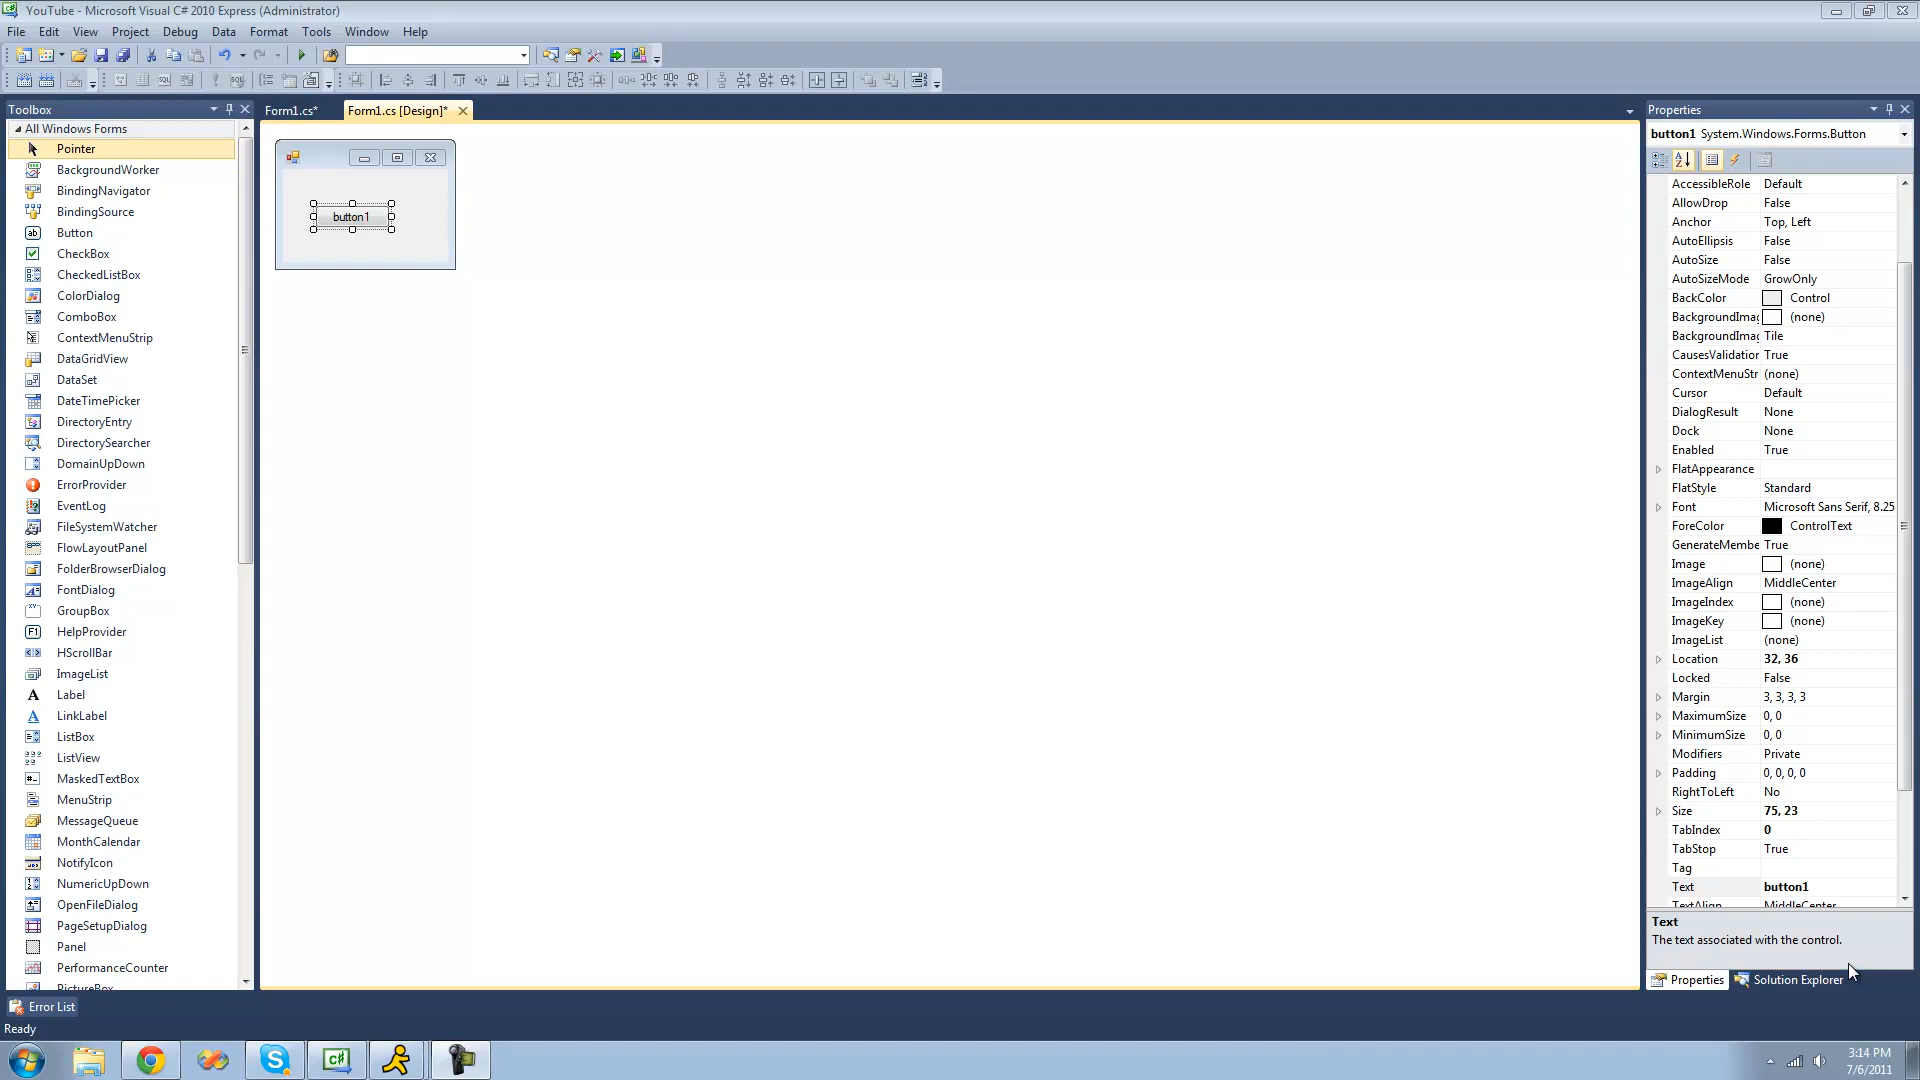 YouTube - Microsoft Visual C# 2010 Express (Administrator)
File Edit View Project Debug Data Format Tools Window Help
Toolbox
Form1.cs*
Form1.cs [Design]*
Properties
All Windows Forms
Pointer
BackgroundWorker
BindingNavigator
BindingSource
Button
CheckBox
CheckedListBox
ColorDialog
ComboBox
ContextMenuStrip
DataGridView
DataSet
DateTimePicker
DirectoryEntry
DirectorySearcher
DomainUpDown
ErrorProvider
EventLog
FileSystemWatcher
FlowLayoutPanel
FolderBrowserDialog
FontDialog
GroupBox
HelpProvider
HScrollBar
ImageList
Label
LinkLabel
ListBox
ListView
MaskedTextBox
MenuStrip
MessageQueue
MonthCalendar
NotifyIcon
NumericUpDown
OpenFileDialog
PageSetupDialog
Panel
PerformanceCounter
PictureBox
button1
button1 System.Windows.Forms.Button
AccessibleRole Default
AllowDrop False
Anchor Top, Left
AutoEllipsis False
AutoSize False
AutoSizeMode GrowOnly
BackColor Control
BackgroundImag (none)
BackgroundImag Tile
CausesValidation True
ContextMenuStr (none)
Cursor Default
DialogResult None
Dock None
Enabled True
FlatAppearance
FlatStyle Standard
Font Microsoft Sans Serif, 8.25
ForeColor ControlText
GenerateMembe True
Image (none)
ImageAlign MiddleCenter
ImageIndex (none)
ImageKey (none)
ImageList (none)
Location 32, 36
Locked False
Margin 3, 3, 3, 3
MaximumSize 0, 0
MinimumSize 0, 0
Modifiers Private
Padding 0, 0, 0, 0
RightToLeft No
Size 75, 23
TabIndex 0
TabStop True
Tag
Text button1
TextAlign MiddleCenter
Text
The text associated with the control.
Properties
Solution Explorer
Error List
Ready
3:14 PM
7/6/2011